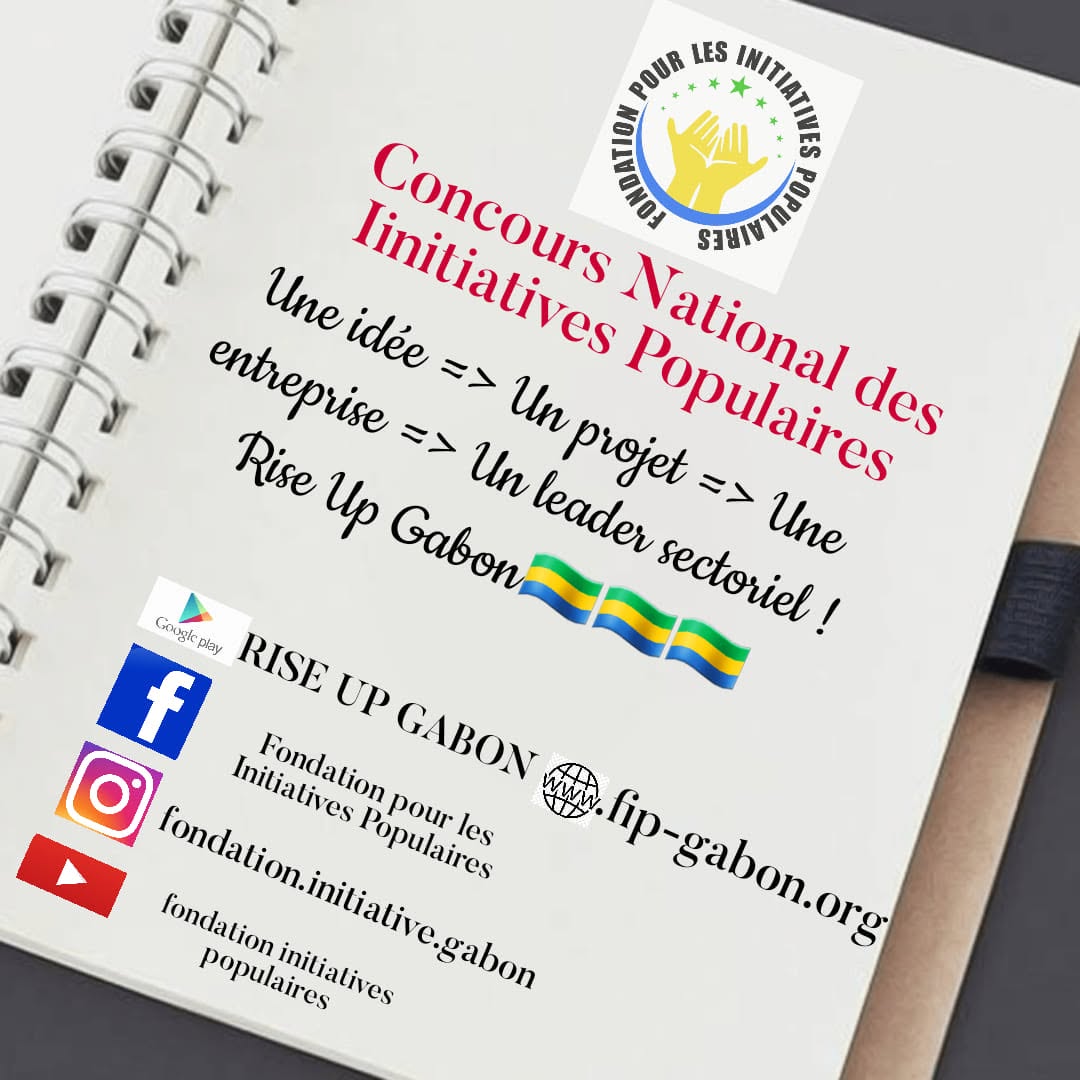 FONDATION POUR LES INITIATIVES POPULAIRES
Concours National des
Iinitiatives Populaires
Une idée => Un projet => Une
entreprise => Un leader sectoriel !
Rise Up Gabon
Google play
RISE UP GABON
www.fip-gabon.org
Fondation pour les
Initiatives Populaires
fondation.initiative.gabon
fondation initiatives
populaires